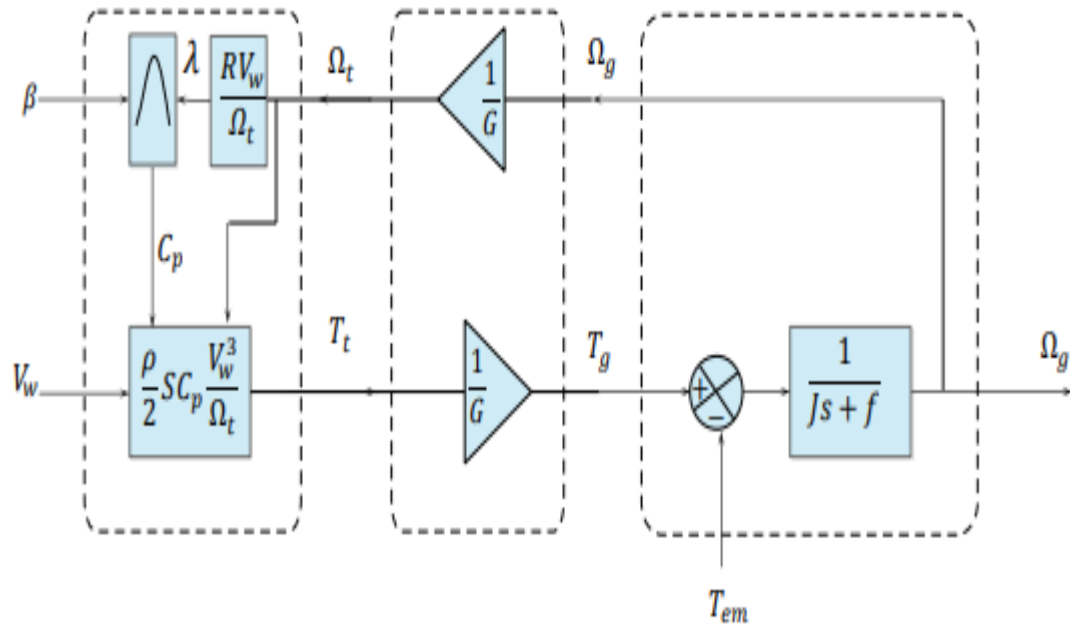 β
λ
RV_w / Ω_t
Ω_t
1/G
Ω_g
C_p
V_w
ρ/2 SC_p V_w^3/Ω_t
T_t
1/G
T_g
+
−
1/(Js + f)
Ω_g
T_em